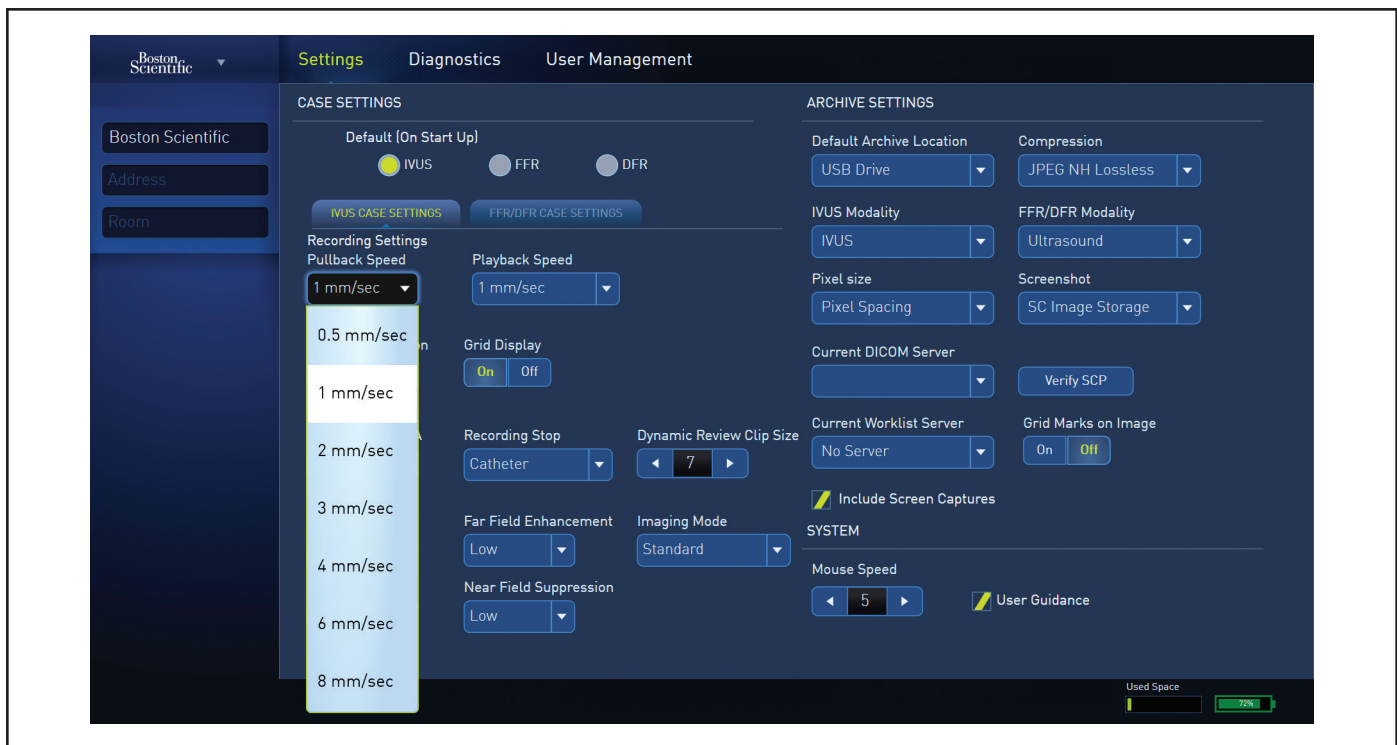 Boston
Scientific
Settings Diagnostics User Management
Boston Scientific
Address
Room
CASE SETTINGS
Default (On Start Up)
IVUS FFR DFR
IVUS CASE SETTINGS FFR/DFR CASE SETTINGS
Recording Settings
Pullback Speed Playback Speed
1 mm/sec 1 mm/sec
0.5 mm/sec
1 mm/sec
2 mm/sec
3 mm/sec
4 mm/sec
6 mm/sec
8 mm/sec
Grid Display
On Off
Recording Stop Dynamic Review Clip Size
Catheter 7
Far Field Enhancement Imaging Mode
Low Standard
Near Field Suppression
Low
ARCHIVE SETTINGS
Default Archive Location Compression
USB Drive JPEG NH Lossless
IVUS Modality FFR/DFR Modality
IVUS Ultrasound
Pixel size Screenshot
Pixel Spacing SC Image Storage
Current DICOM Server
Verify SCP
Current Worklist Server Grid Marks on Image
No Server On Off
Include Screen Captures
SYSTEM
Mouse Speed
5 User Guidance
Used Space
72%